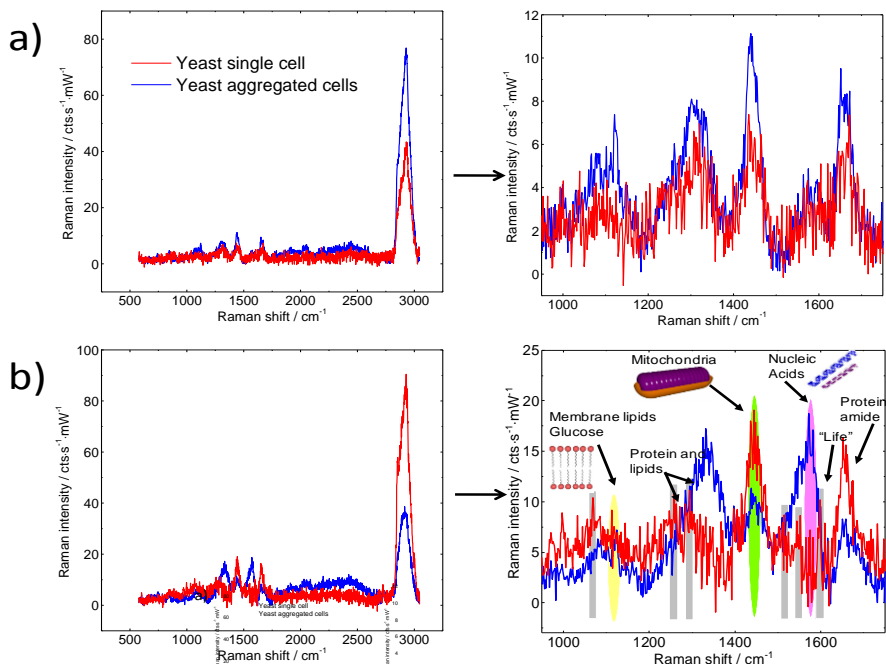 a)
Yeast single cell
Yeast aggregated cells
Raman intensity / cts·s⁻¹·mW⁻¹
80
60
40
20
0
500 1000 1500 2000 2500 3000
Raman shift / cm⁻¹
Raman intensity / cts·s⁻¹·mW⁻¹
12
10
8
6
4
2
0
1000 1200 1400 1600
Raman shift / cm⁻¹
b)
Raman intensity / cts·s⁻¹·mW⁻¹
100
80
60
40
20
0
500 1000 1500 2000 2500 3000
Raman shift / cm⁻¹
Yeast single cell
Yeast aggregated cells
60
10
8
6
4
Raman intensity / cts·s⁻¹·mW⁻¹
25
20
15
10
5
0
1000 1200 1400 1600
Raman shift / cm⁻¹
Mitochondria
Nucleic
Acids
Protein
amide
Membrane lipids
Glucose
Protein and
lipids
"Life"